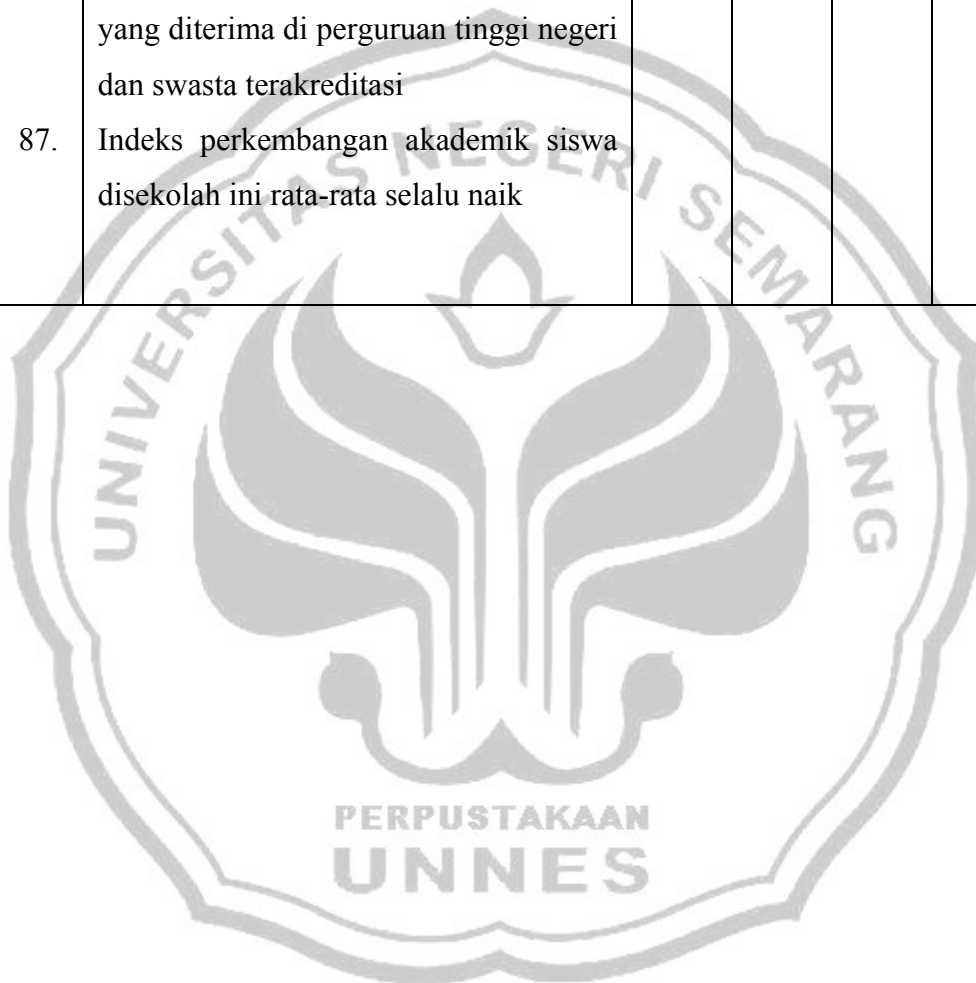 yang diterima di perguruan tinggi negeri
dan swasta terakreditasi
87. Indeks perkembangan akademik siswa
disekolah ini rata-rata selalu naik
UNIVERSITAS NEGERI SEMARANG
PERPUSTAKAAN
UNNES